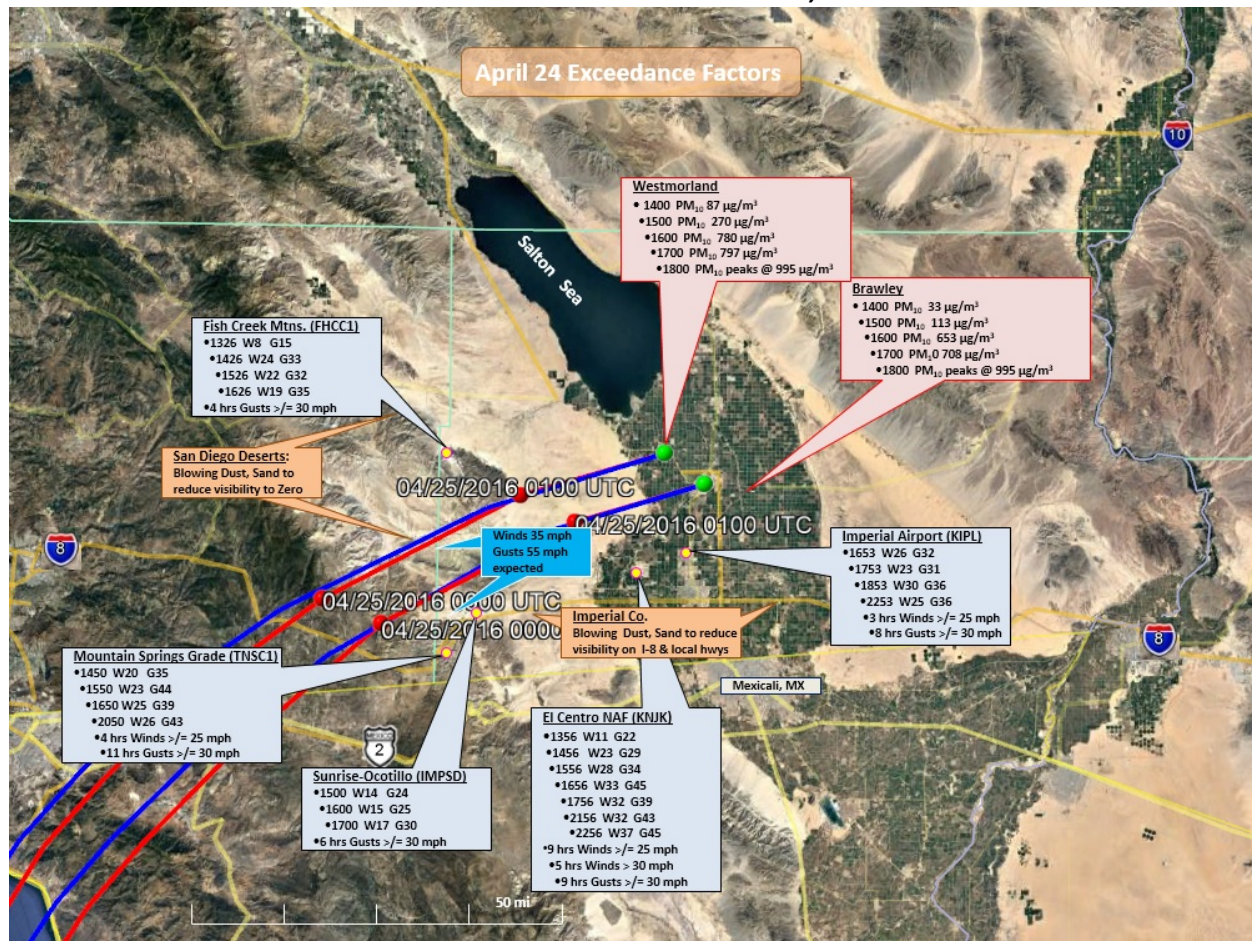 April 24 Exceedance Factors
10
Westmorland
• 1400 PM₁₀ 87 µg/m³
•1500 PM₁₀ 270 µg/m³
•1600 PM₁₀ 780 µg/m³
•1700 PM₁₀ 797 µg/m³
•1800 PM₁₀ peaks @ 995 µg/m³
Salton Sea
Brawley
• 1400 PM₁₀ 33 µg/m³
•1500 PM₁₀ 113 µg/m³
•1600 PM₁₀ 653 µg/m³
•1700 PM₁0 708 µg/m³
•1800 PM₁₀ peaks @ 995 µg/m³
Fish Creek Mtns. (FHCC1)
•1326 W8 G15
•1426 W24 G33
•1526 W22 G32
•1626 W19 G35
•4 hrs Gusts >/= 30 mph
San Diego Deserts:
Blowing Dust, Sand to
reduce visibility to Zero
04/25/2016 0100 UTC
04/25/2016 0100 UTC
8
Winds 35 mph
Gusts 55 mph
expected
Imperial Airport (KIPL)
•1653 W26 G32
•1753 W23 G31
•1853 W30 G36
•2253 W25 G36
•3 hrs Winds >/= 25 mph
•8 hrs Gusts >/= 30 mph
04/25/2016 0000 UTC
04/25/2016 0000
Imperial Co.
Blowing Dust, Sand to reduce
visibility on I-8 & local hwys
8
Mountain Springs Grade (TNSC1)
•1450 W20 G35
•1550 W23 G44
•1650 W25 G39
•2050 W26 G43
•4 hrs Winds >/= 25 mph
•11 hrs Gusts >/= 30 mph
Mexicali, MX
2
El Centro NAF (KNJK)
•1356 W11 G22
•1456 W23 G29
•1556 W28 G34
•1656 W33 G45
•1756 W32 G39
•2156 W32 G43
•2256 W37 G45
•9 hrs Winds >/= 25 mph
•5 hrs Winds > 30 mph
•9 hrs Gusts >/= 30 mph
Sunrise-Ocotillo (IMPSD)
•1500 W14 G24
•1600 W15 G25
•1700 W17 G30
•6 hrs Gusts >/= 30 mph
50 mi